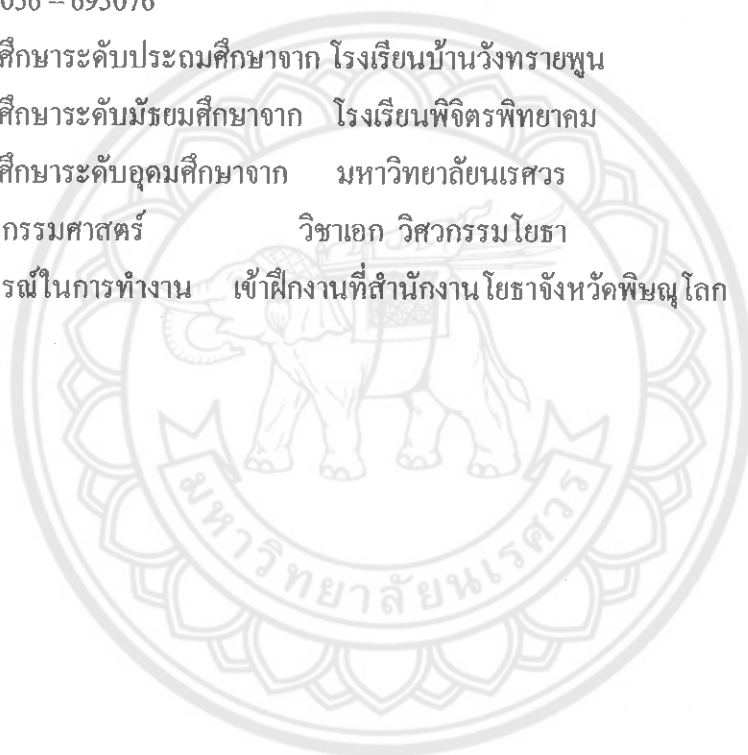 056 – 693076
ศึกษาระดับประถมศึกษาจาก โรงเรียนบ้านวังทรายพูน
ศึกษาระดับมัธยมศึกษาจาก โรงเรียนพิจิตรพิทยาคม
ศึกษาระดับอุดมศึกษาจาก มหาวิทยาลัยนเรศวร
กรรมศาสตร์ วิชาเอก วิศวกรรมโยธา
รณ์ในการทำงาน เข้าฝึกงานที่สำนักงานโยธาจังหวัดพิษณุโลก
มหาวิทยาลัยนเรศวร